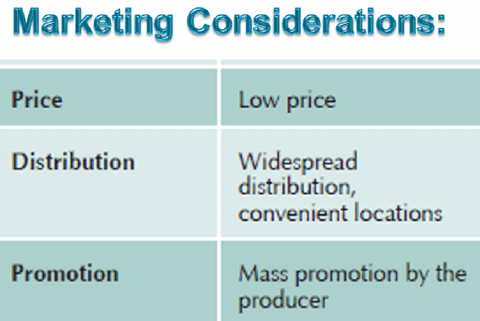 Marketing Considerations:
Price
Low price
Distribution
Widespread
distribution,
convenient locations
Promotion
Mass promotion by the
producer